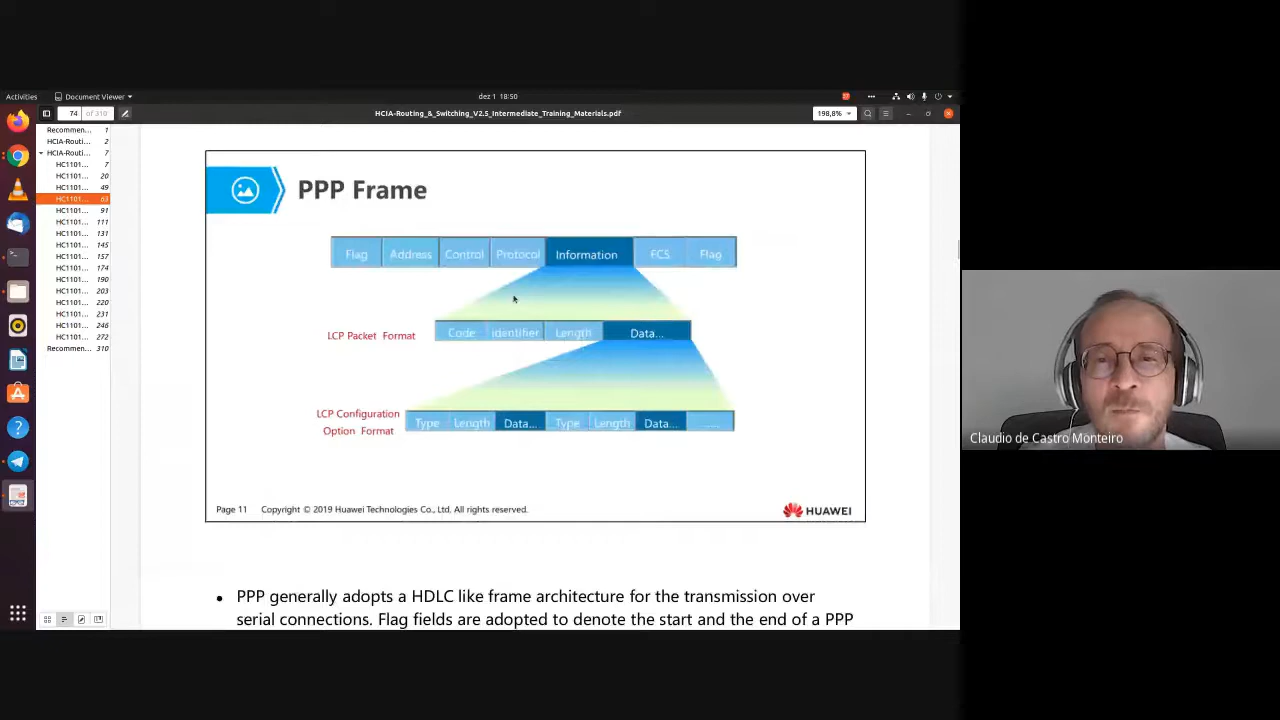 Activities Document Viewer dez 1 18:50
74 of 310 HCIA-Routing_&_Switching_V2.5_Intermediate_Training_Materials.pdf 198,8%
Recommen... 1
HCIA-Routi... 2
HCIA-Routi... 7
HC1101... 7
HC1101... 20
HC1101... 49
HC1101... 63
HC1101... 91
HC1101... 111
HC1101... 131
HC1101... 145
HC1101... 157
HC1101... 174
HC1101... 190
HC1101... 203
HC1101... 220
HC1101... 231
HC1101... 246
HC1101... 272
Recommen... 310
PPP Frame
Flag Address Control Protocol Information FCS Flag
LCP Packet Format Code identifier Length Data...
LCP Configuration
Option Format
Type Length Data... Type Length Data... ......
Page 11 Copyright © 2019 Huawei Technologies Co., Ltd. All rights reserved.
HUAWEI
• PPP generally adopts a HDLC like frame architecture for the transmission over
serial connections. Flag fields are adopted to denote the start and the end of a PPP
Claudio de Castro Monteiro